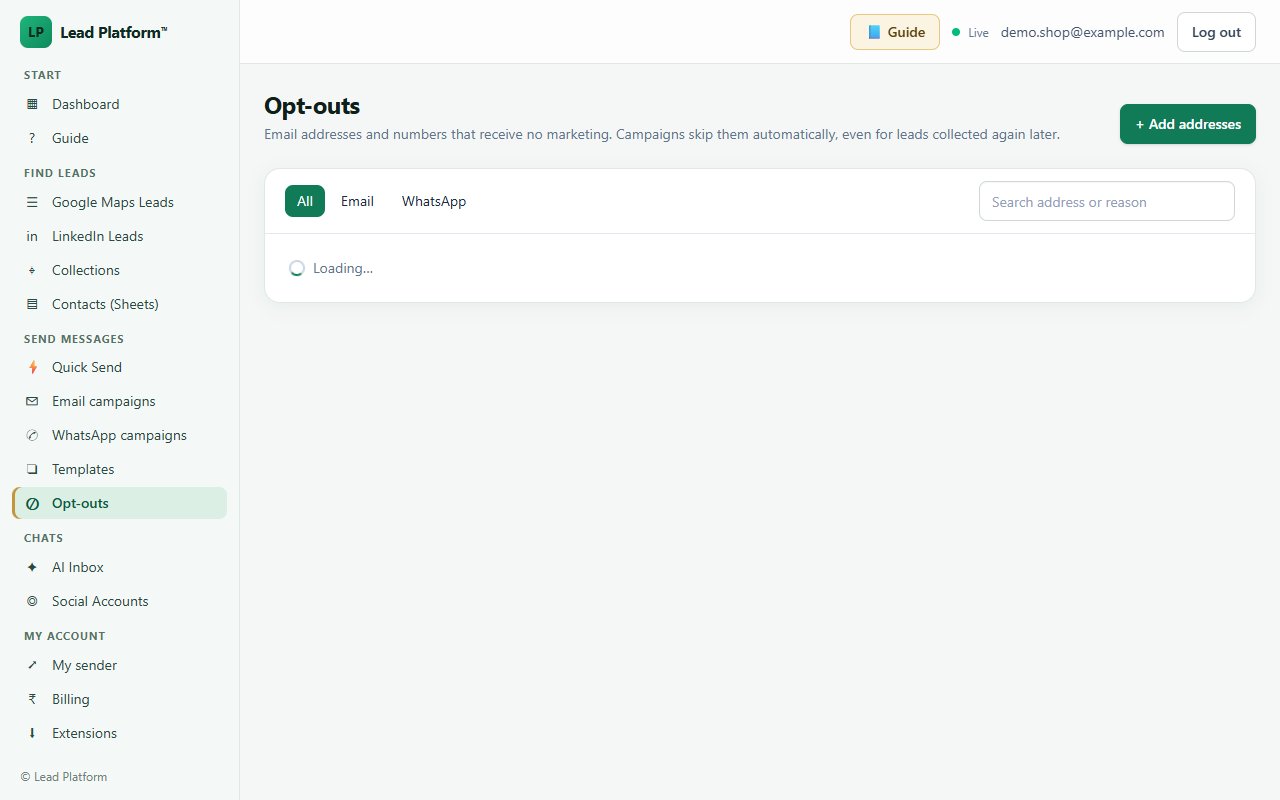 LP Lead Platform™
START
Dashboard
? Guide
FIND LEADS
Google Maps Leads
in LinkedIn Leads
Collections
Contacts (Sheets)
SEND MESSAGES
Quick Send
Email campaigns
WhatsApp campaigns
Templates
Opt-outs
CHATS
AI Inbox
Social Accounts
MY ACCOUNT
My sender
₹ Billing
Extensions
© Lead Platform
Guide
Live
demo.shop@example.com
Log out
Opt-outs
Email addresses and numbers that receive no marketing. Campaigns skip them automatically, even for leads collected again later.
+ Add addresses
All Email WhatsApp
Search address or reason
Loading...